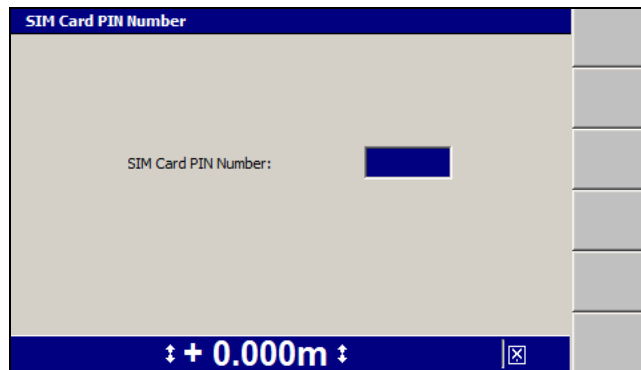 SIM Card PIN Number
SIM Card PIN Number:
+ 0.000m